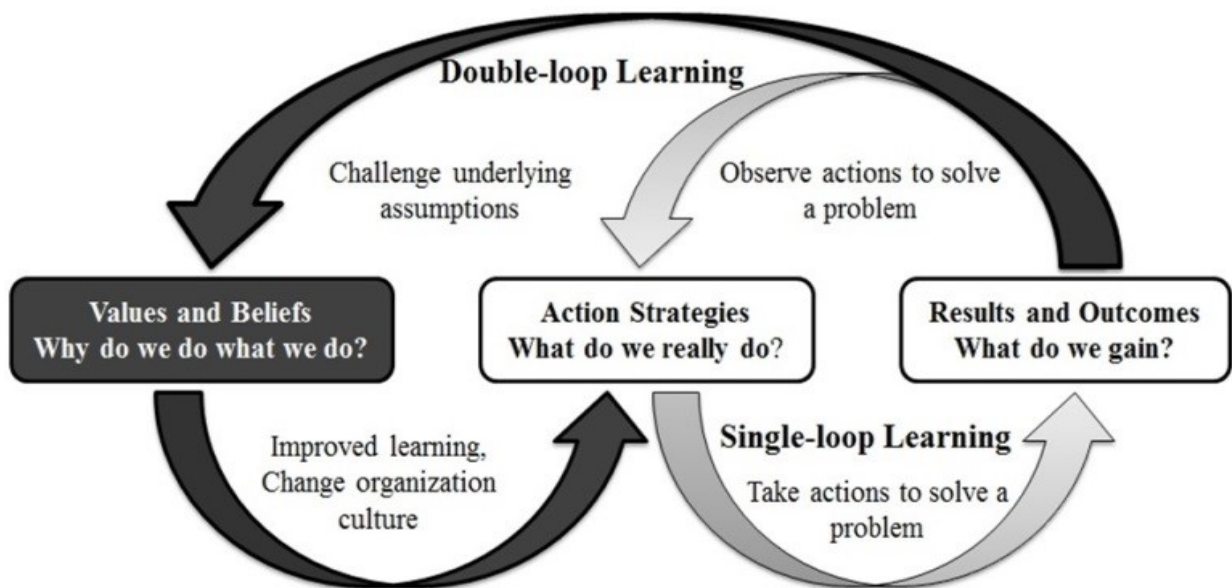 Double-loop Learning
Challenge underlying
assumptions
Observe actions to solve
a problem
Values and Beliefs
Why do we do what we do?
Action Strategies
What do we really do?
Results and Outcomes
What do we gain?
Improved learning,
Change organization
culture
Single-loop Learning
Take actions to solve a
problem